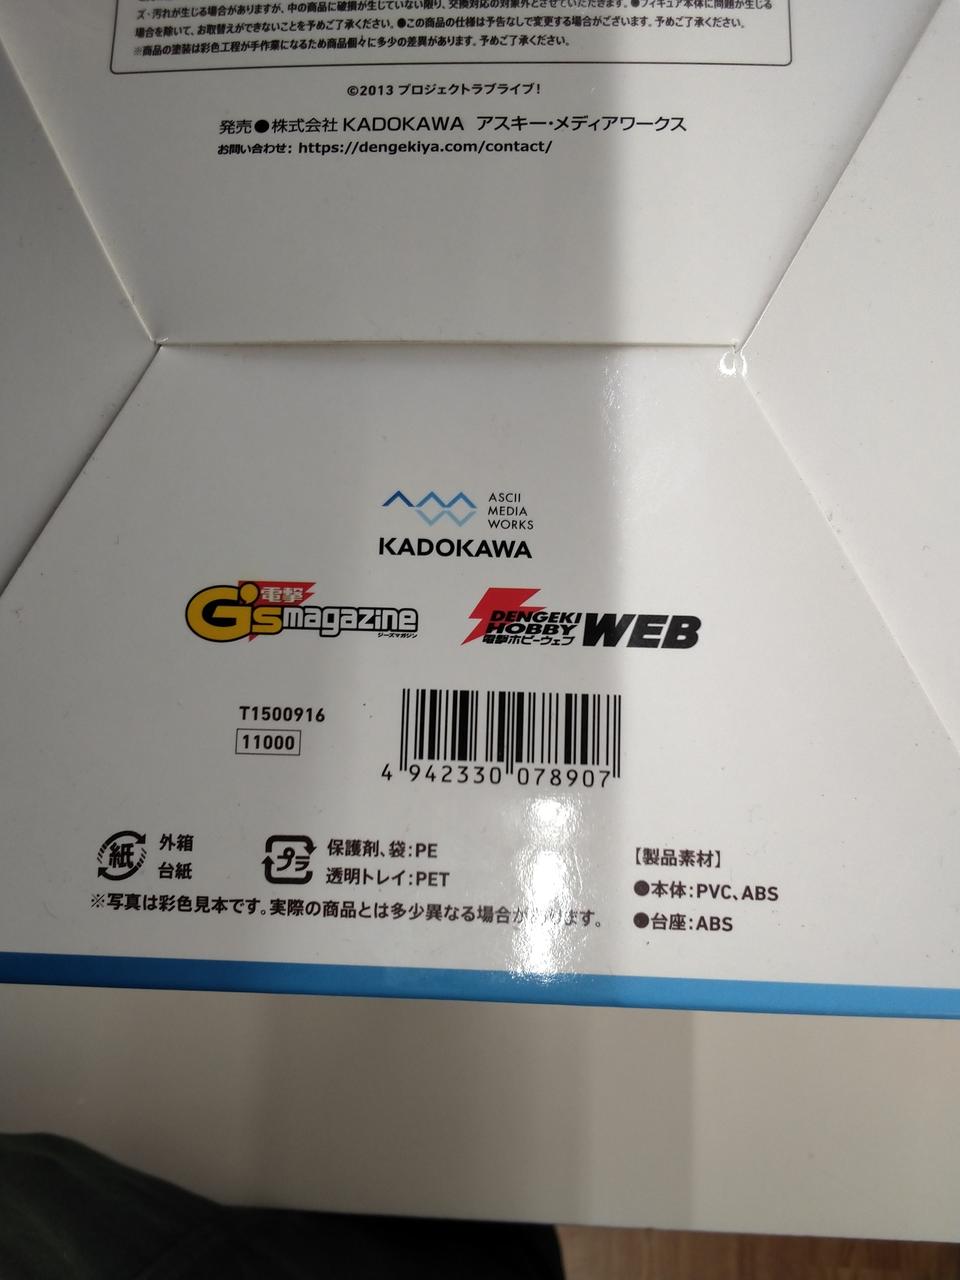 ズ・汚れが生じる場合がありますが、中の商品に破損が生じていない限り、交換対応の対象外とさせていただきます。●フィギュア本体に問題が生じる
場合を除いて、お取替えができないことを予めご了承ください。●この商品の仕様は予告なしで変更する場合がございます。予めご了承ください。
※商品の塗装は彩色工程が手作業になるため商品個々に多少の差異があります。予めご了承ください。
©2013 プロジェクトラブライブ!
発売●株式会社 KADOKAWA アスキー・メディアワークス
お問い合わせ: https://dengekiya.com/contact/
ASCII
MEDIA
WORKS
KADOKAWA
電撃
G's magazine
ジーズマガジン
DENGEKI
HOBBY WEB
電撃ホビーウェブ
T1500916
11000
4 942330 078907
紙 外箱
台紙
プラ 保護剤、袋:PE
透明トレイ:PET
※写真は彩色見本です。実際の商品とは多少異なる場合があります。
【製品素材】
●本体:PVC、ABS
●台座:ABS